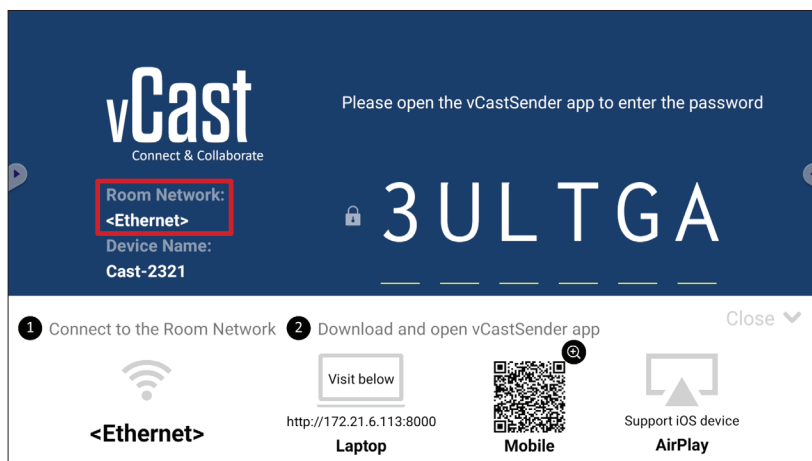 vCast
Connect & Collaborate
Please open the vCastSender app to enter the password
Room Network:
<Ethernet>
Device Name:
Cast-2321
3ULTGA
Close
1 Connect to the Room Network
2 Download and open vCastSender app
<Ethernet>
Visit below
http://172.21.6.113:8000
Laptop
Mobile
Support iOS device
AirPlay